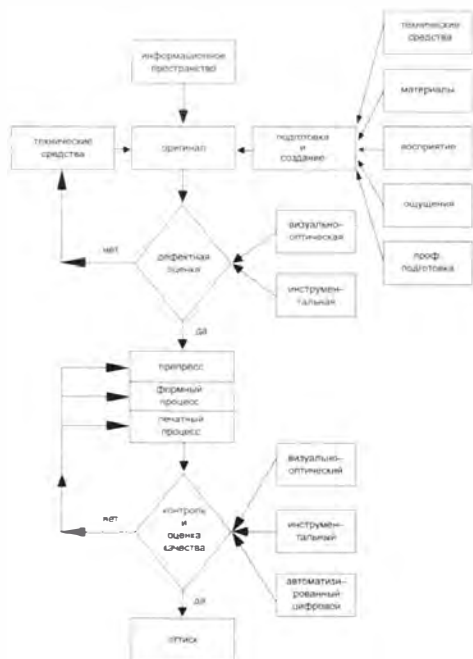 информационное
пространство
технические
средства
оригинал
подготовка
и
создание
технические
средства
материалы
восприятие
ощущения
проф.
подготовка
нет
дефектная
оценка
визуально-
оптическая
инструмен-
тальная
да
препресс
формный
процесс
печатный
процесс
нет
контроль
и
оценка
качества
визуально-
оптический
инструмен-
тальный
автоматизи-
рованный
цифровой
да
оттиск